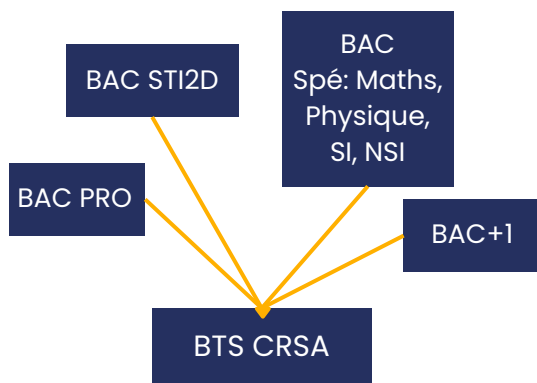 BAC STI2D
BAC
Spé: Maths,
Physique,
SI, NSI
BAC PRO
BAC+1
BTS CRSA